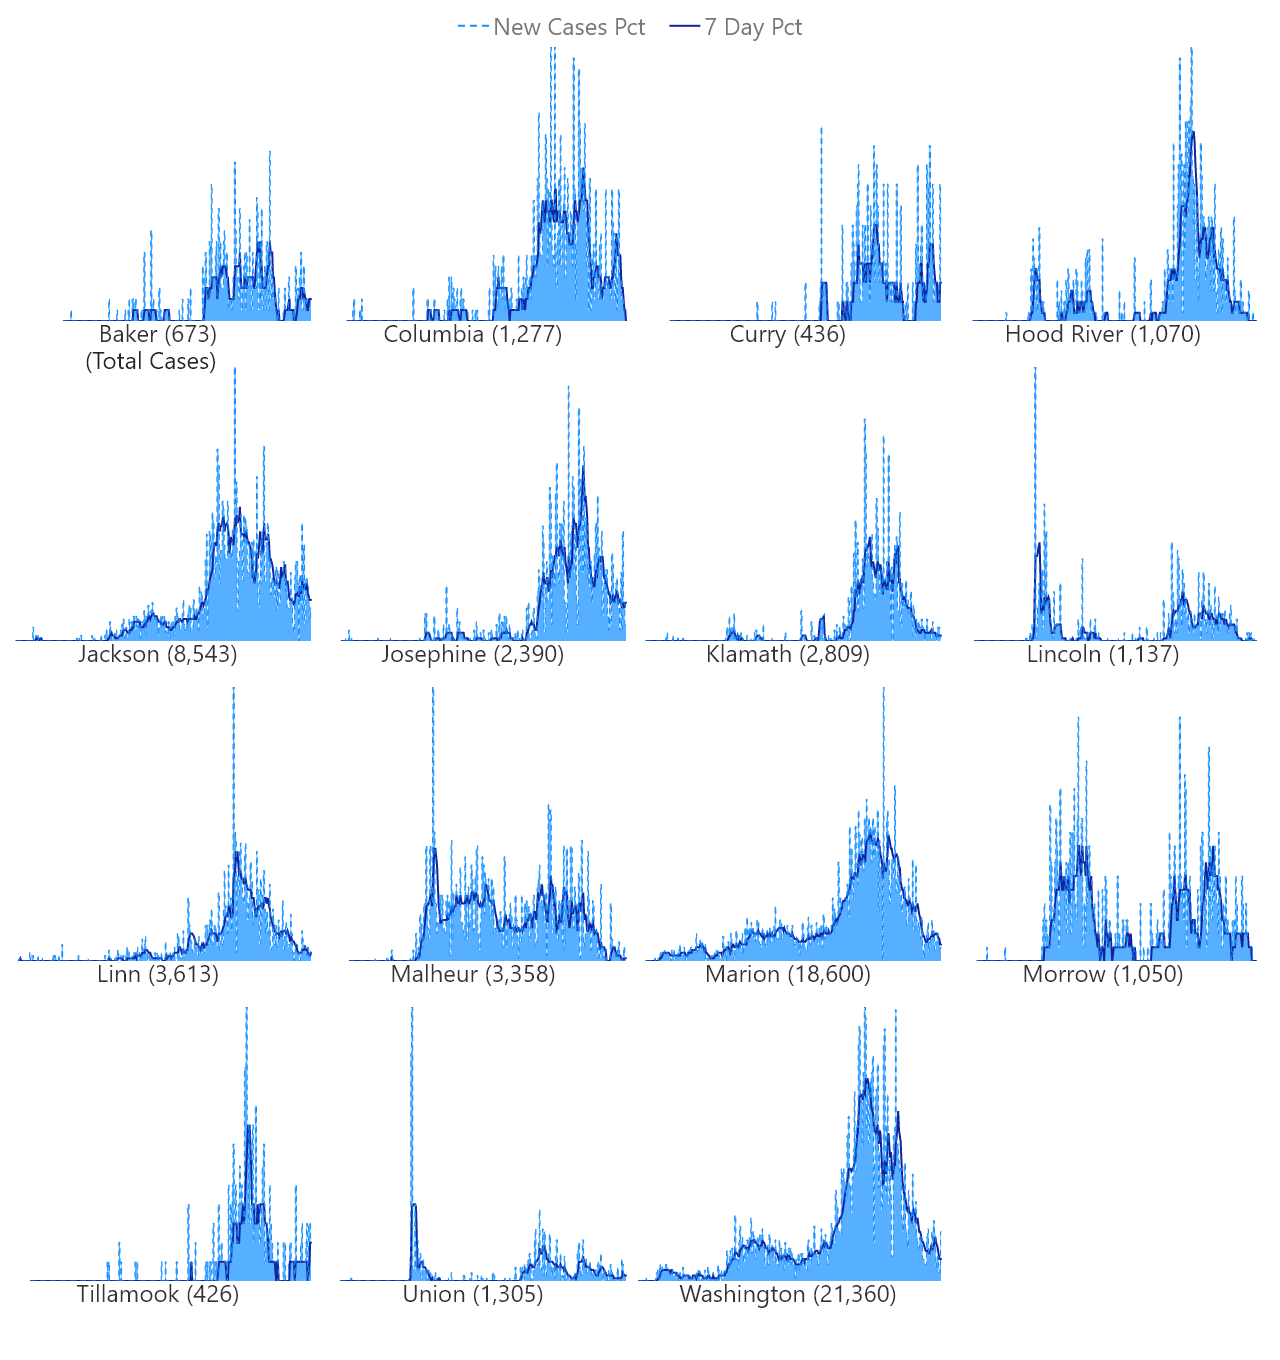 New Cases Pct 7 Day Pct
Baker (673) Columbia (1,277) Curry (436) Hood River (1,070)
(Total Cases)
Jackson (8,543) Josephine (2,390) Klamath (2,809) Lincoln (1,137)
Linn (3,613) Malheur (3,358) Marion (18,600) Morrow (1,050)
Tillamook (426) Union (1,305) Washington (21,360)